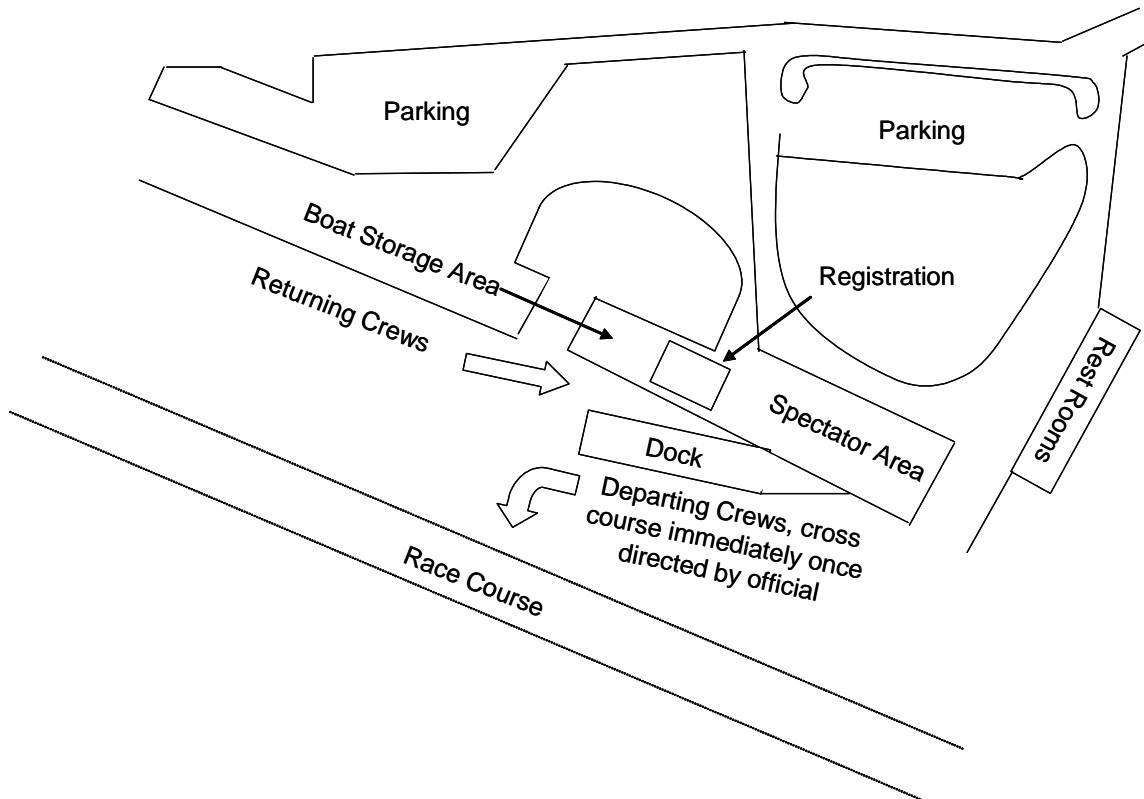 Parking
Parking
Boat Storage Area
Returning Crews
Registration
Rest Rooms
Spectator Area
Dock
Departing Crews, cross
course immediately once
directed by official
Race Course